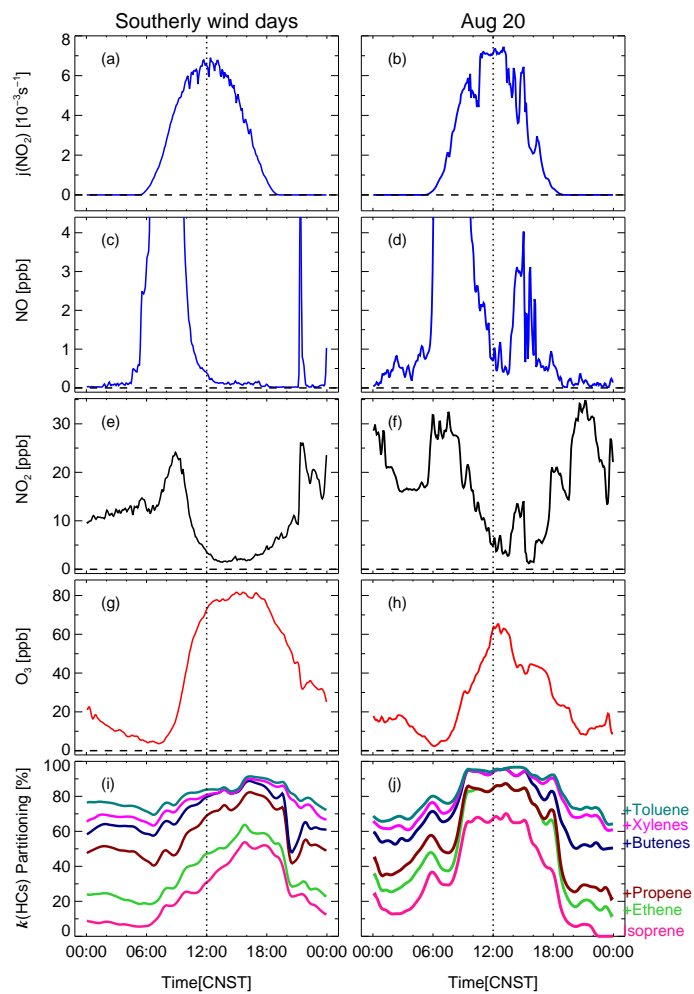 Southerly wind days
Aug 20
(a)
(b)
j(NO₂) [10⁻³s⁻¹]
8
6
4
2
0
(c)
(d)
NO [ppb]
4
3
2
1
0
(e)
(f)
NO₂ [ppb]
30
20
10
0
(g)
(h)
O₃ [ppb]
80
60
40
20
0
(i)
(j)
k(HCs) Partitioning [%]
100
80
60
40
20
0
+Toluene
+Xylenes
+Butenes
+Propene
+Ethene
Isoprene
00:00 06:00 12:00 18:00 00:00
00:00 06:00 12:00 18:00 00:00
Time[CNST]
Time[CNST]